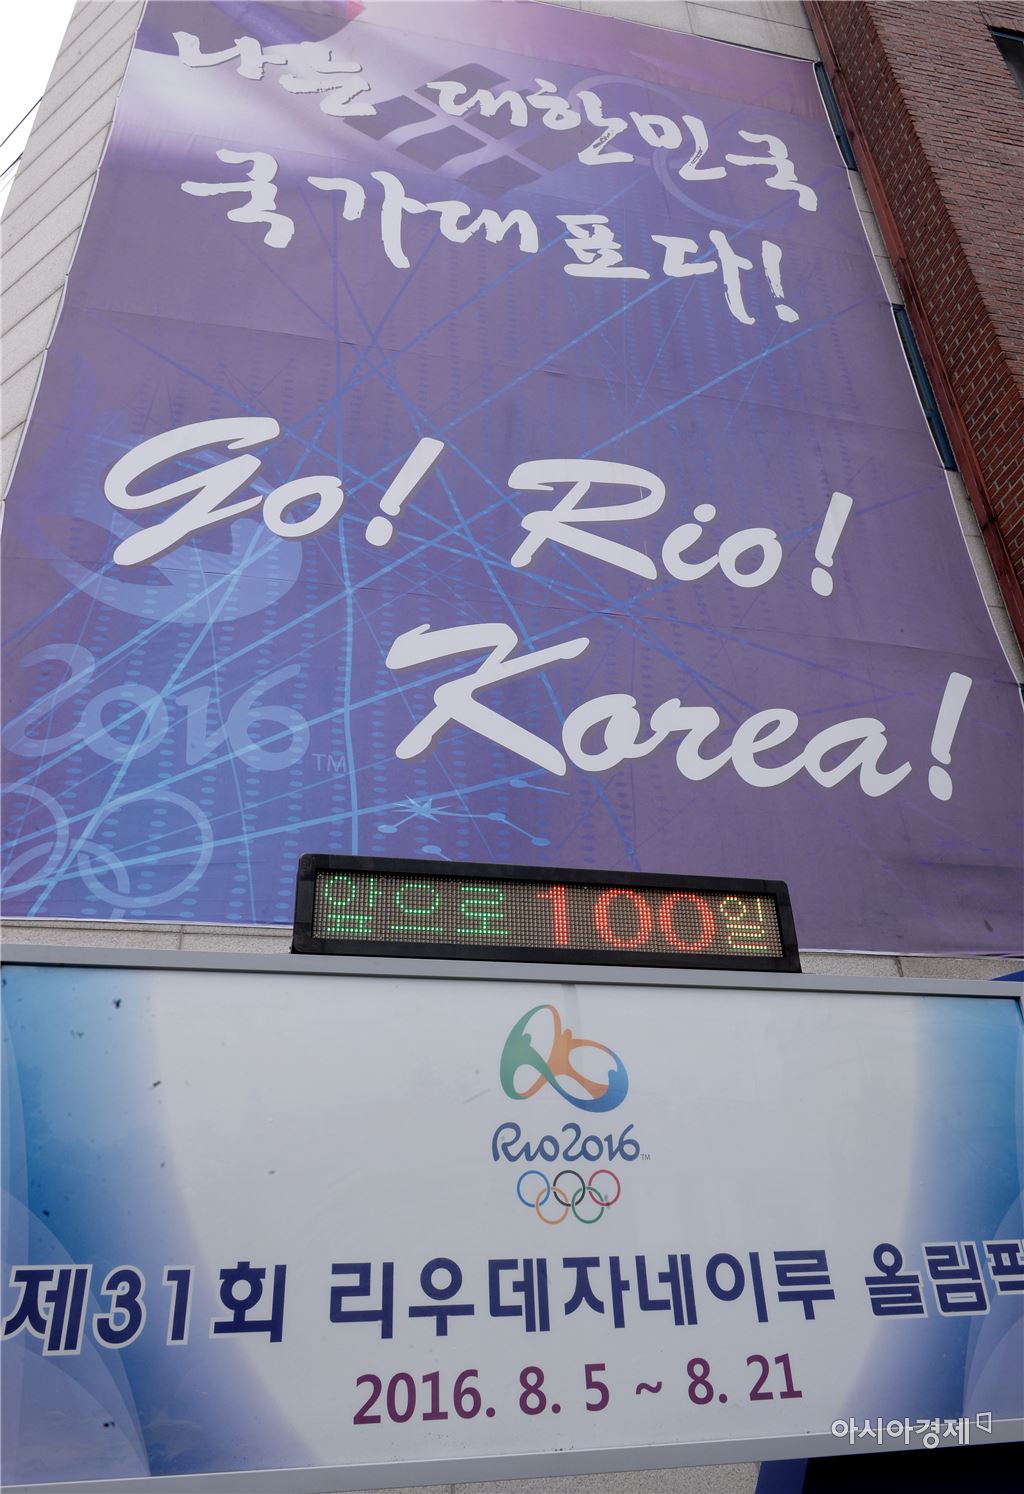 나는 대한민국
국가대표다!
Go! Rio!
Korea!
2016
TM
앞으로 100일
Rio2016
TM
제31회 리우데자네이루 올림픽
2016. 8. 5 ~ 8. 21
아시아경제